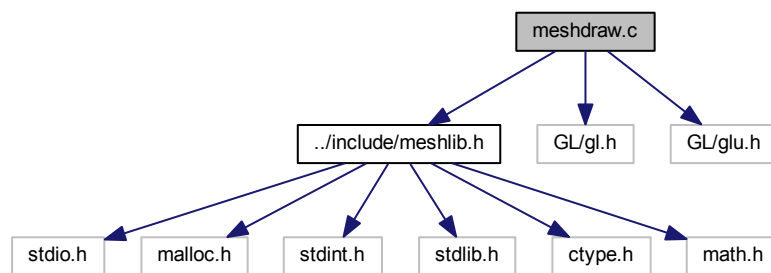 meshdraw.c
../include/meshlib.h
GL/gl.h
GL/glu.h
stdio.h
malloc.h
stdint.h
stdlib.h
ctype.h
math.h